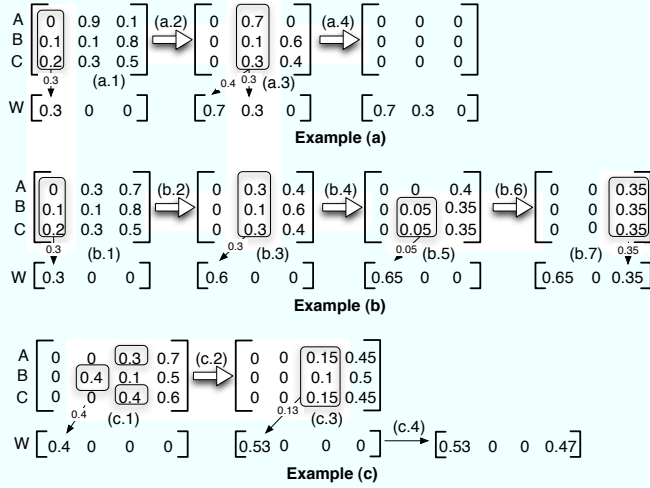 A 0 0.9 0.1 (a.2) 0 0.7 0 (a.4) 0 0 0
B 0.1 0.1 0.8 0 0.1 0.6 0 0 0
C 0.2 0.3 0.5 0 0.3 0.4 0 0 0
0.3 (a.1) 0.4 0.3 (a.3)
W 0.3 0 0 0.7 0.3 0 0.7 0.3 0
Example (a)
A 0 0.3 0.7 (b.2) 0 0.3 0.4 (b.4) 0 0 0.4 (b.6) 0 0 0.35
B 0.1 0.1 0.8 0 0.1 0.6 0 0.05 0.35 0 0 0.35
C 0.2 0.3 0.5 0 0.3 0.4 0 0.05 0.35 0 0 0.35
0.3 (b.1) 0.3 (b.3) 0.05 (b.5) (b.7) 0.35
W 0.3 0 0 0.6 0 0 0.65 0 0 0.65 0 0.35
Example (b)
A 0 0 0.3 0.7 (c.2) 0 0 0.15 0.45
B 0 0.4 0.1 0.5 0 0 0.1 0.5
C 0 0 0.4 0.6 0 0 0.15 0.45
0.4 (c.1) 0.13 (c.3) (c.4)
W 0.4 0 0 0 0.53 0 0 0 0.53 0 0 0.47
Example (c)